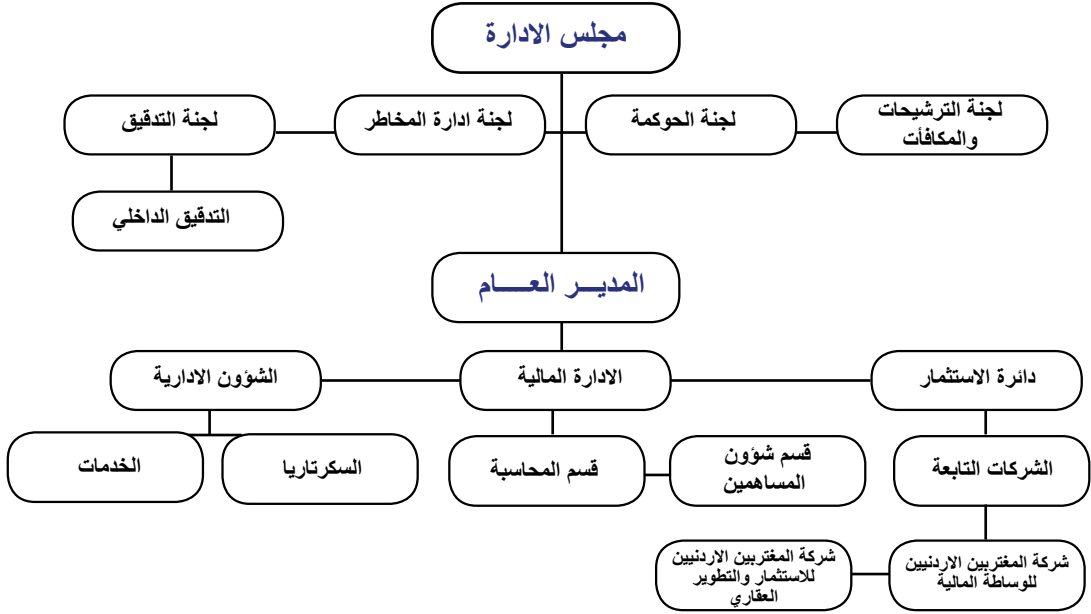 مجلس الادارة
لجنة الترشيحات
والمكافأت
لجنة الحوكمة
لجنة ادارة المخاطر
لجنة التدقيق
التدقيق الداخلي
المديـــر العـــــام
دائرة الاستثمار
الادارة المالية
الشؤون الادارية
الشركات التابعة
قسم شؤون
المساهمين
قسم المحاسبة
السكرتاريا
الخدمات
شركة المغتربين الاردنيين
للوساطة المالية
شركة المغتربين الاردنيين
للاستثمار والتطوير
العقاري